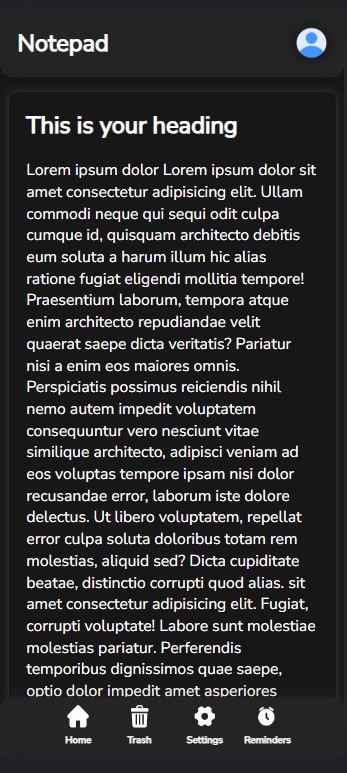 Notepad
This is your heading
Lorem ipsum dolor Lorem ipsum dolor sit
amet consectetur adipisicing elit. Ullam
commodi neque qui sequi odit culpa
cumque id, quisquam architecto debitis
eum soluta a harum illum hic alias
ratione fugiat eligendi mollitia tempore!
Praesentium laborum, tempora atque
enim architecto repudiandae velit
quaerat saepe dicta veritatis? Pariatur
nisi a enim eos maiores omnis.
Perspiciatis possimus reiciendis nihil
nemo autem impedit voluptatem
consequuntur vero nesciunt vitae
similique architecto, adipisci veniam ad
eos voluptas tempore ipsam nisi dolor
recusandae error, laborum iste dolore
delectus. Ut libero voluptatem, repellat
error culpa soluta doloribus totam rem
molestias, aliquid sed? Dicta cupiditate
beatae, distinctio corrupti quod alias. sit
amet consectetur adipisicing elit. Fugiat,
corrupti voluptate! Labore sunt molestiae
molestias pariatur. Perferendis
temporibus dignissimos quae saepe,
optio dolor impedit amet asperiores
Home Trash Settings Reminders